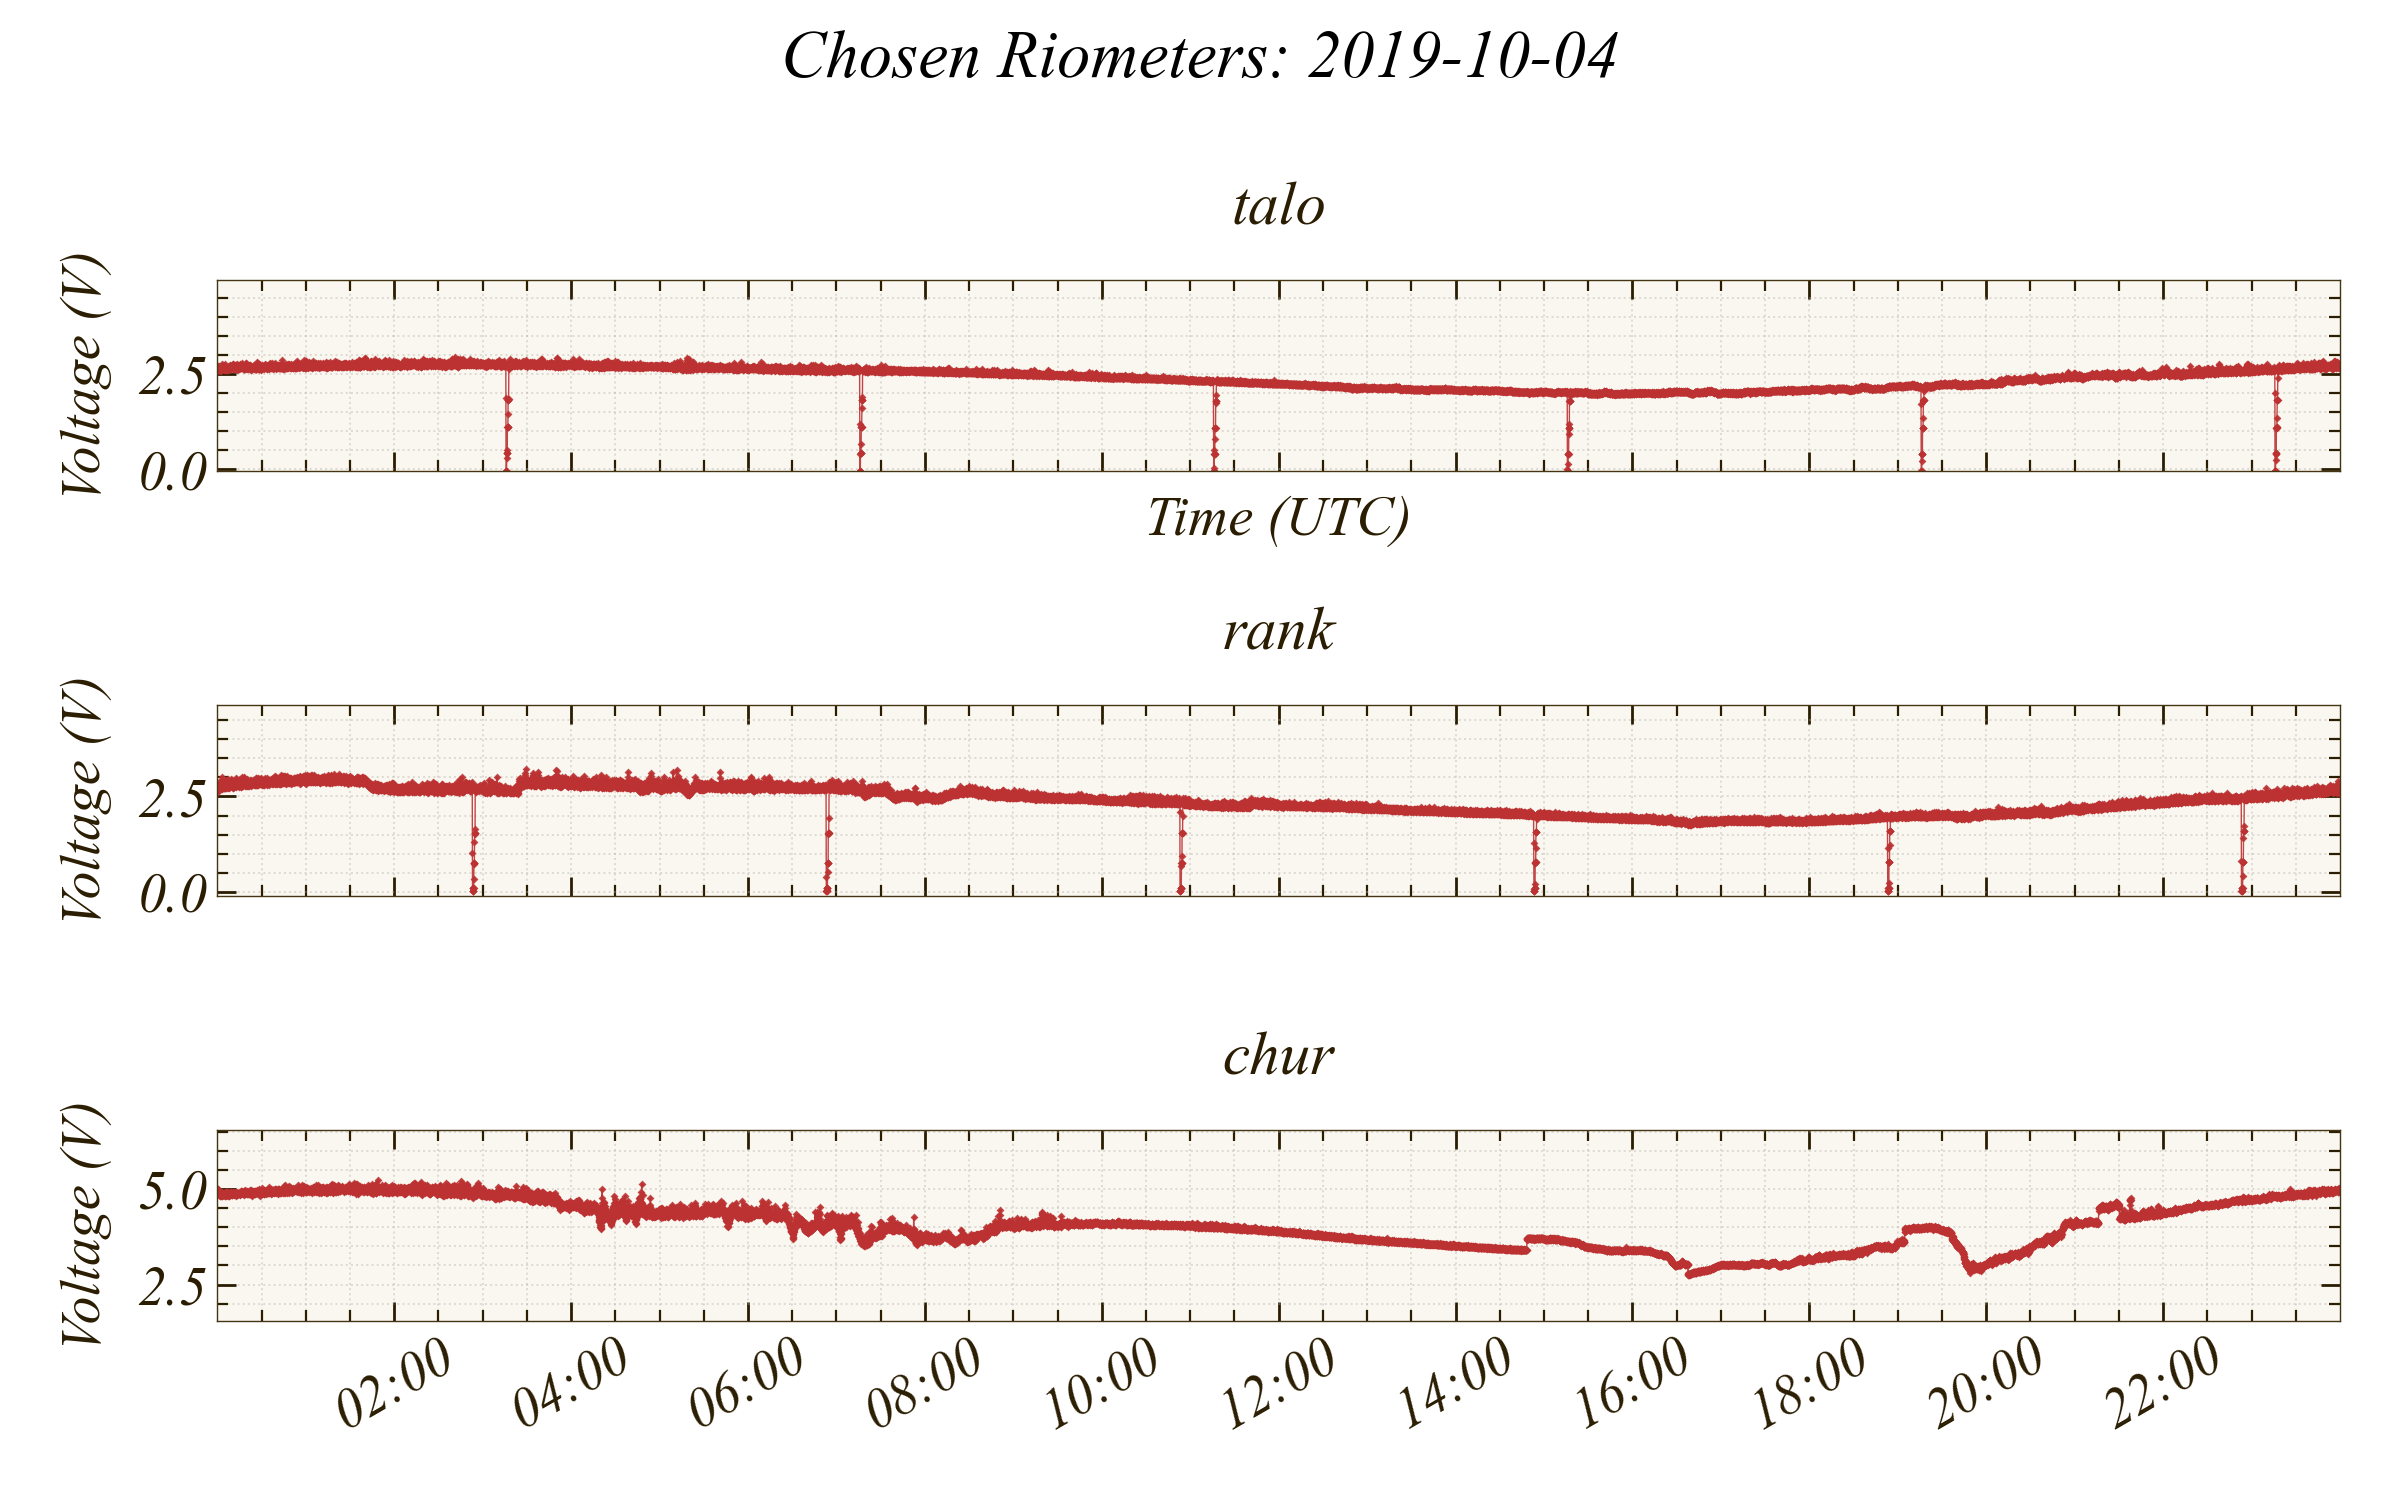 Chosen Riometers: 2019-10-04
talo
Voltage (V)
2.5
0.0
Time (UTC)
rank
Voltage (V)
2.5
0.0
chur
Voltage (V)
5.0
2.5
02:00 04:00 06:00 08:00 10:00 12:00 14:00 16:00 18:00 20:00 22:00